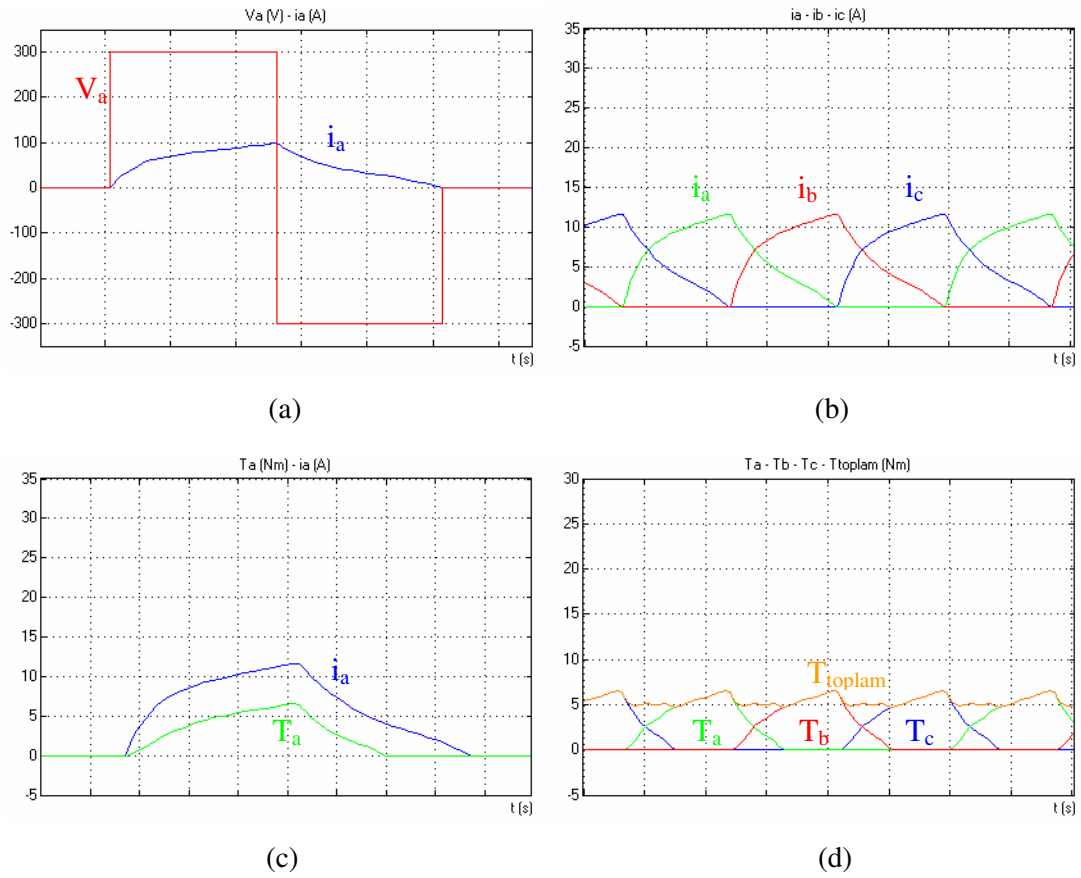 Va (V) - ia (A)
300
200
100
0
-100
-200
-300
Va
ia
t (s)
(a)
ia - ib - ic (A)
35
30
25
20
15
10
5
0
-5
ia
ib
ic
t (s)
(b)
Ta (Nm) - ia (A)
35
30
25
20
15
10
5
0
-5
ia
Ta
t (s)
(c)
Ta - Tb - Tc - Ttoplam (Nm)
30
25
20
15
10
5
0
-5
Ttoplam
Ta
Tb
Tc
t (s)
(d)